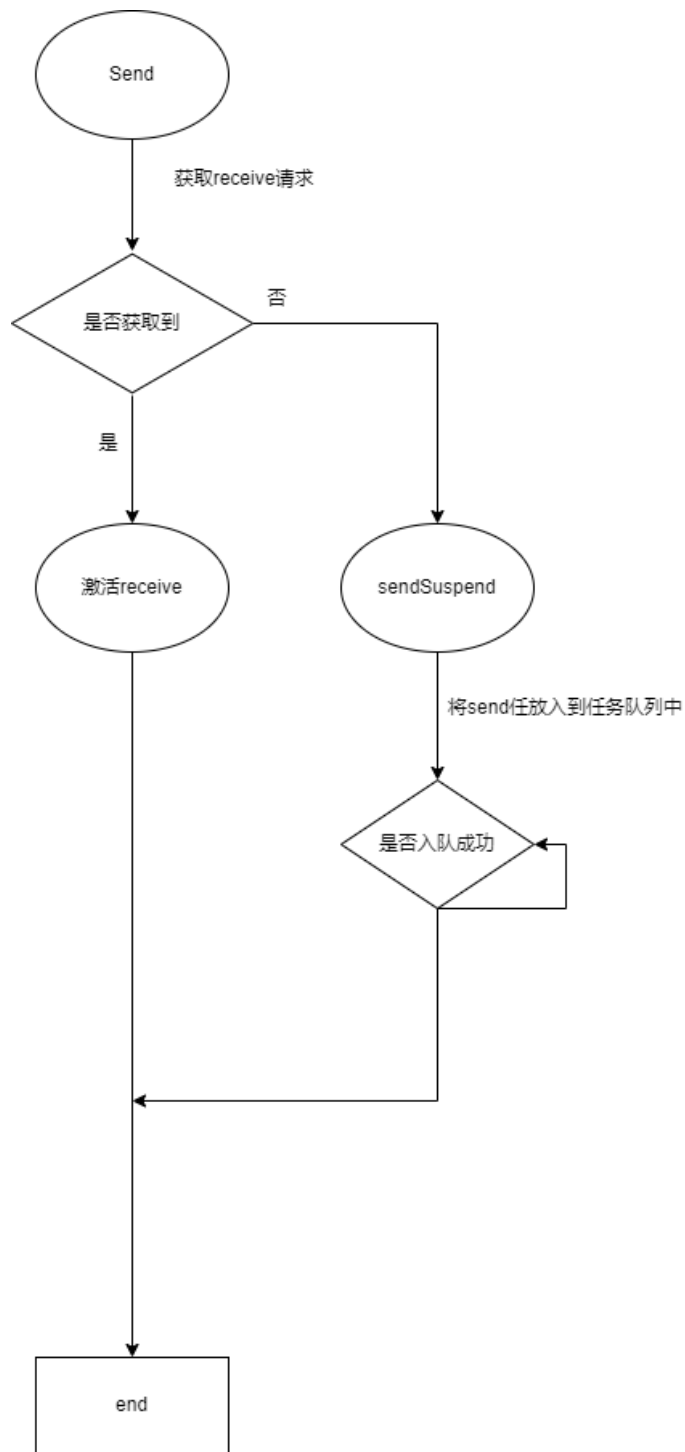 Send
获取receive请求
是否获取到
否
是
激活receive
sendSuspend
将send任放入到任务队列中
是否入队成功
end